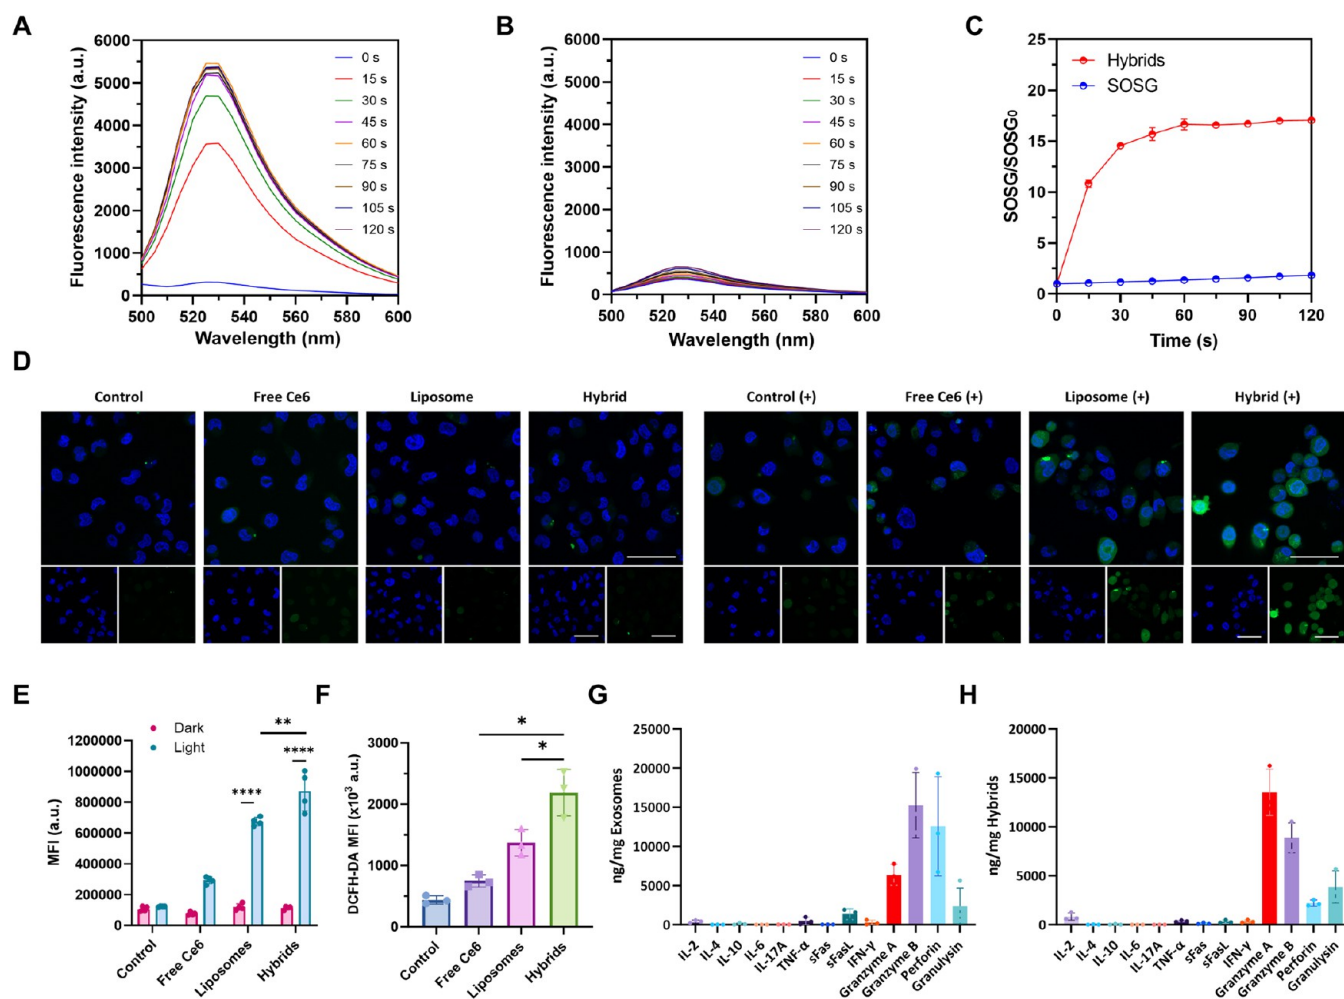 A
Fluorescence intensity (a.u.)
6000
5000
4000
3000
2000
1000
0
500 520 540 560 580 600
Wavelength (nm)
0 s
15 s
30 s
45 s
60 s
75 s
90 s
105 s
120 s
B
Fluorescence intensity (a.u.)
6000
5000
4000
3000
2000
1000
0
500 520 540 560 580 600
Wavelength (nm)
0 s
15 s
30 s
45 s
60 s
75 s
90 s
105 s
120 s
C
SOSG/SOSG0
25
20
15
10
5
0
0 30 60 90 120
Time (s)
Hybrids
SOSG
D
Control Free Ce6 Liposome Hybrid Control (+) Free Ce6 (+) Liposome (+) Hybrid (+)
E
MFI (a.u.)
1200000
1000000
800000
600000
400000
200000
0
Dark
Light
**
****
****
Control Free Ce6 Liposomes Hybrids
F
DCFH-DA MFI (x10³ a.u.)
3000
2000
1000
0
*
*
Control Free Ce6 Liposomes Hybrids
G
ng/mg Exosomes
25000
20000
15000
10000
5000
0
IL-2 IL-4 IL-10 IL-6 IL-17A TNF-α sFas sFasL IFN-γ Granzyme A Granzyme B Perforin Granulysin
H
ng/mg Hybrids
20000
15000
10000
5000
0
IL-2 IL-4 IL-10 IL-6 IL-17A TNF-α sFas sFasL IFN-γ Granzyme A Granzyme B Perforin Granulysin